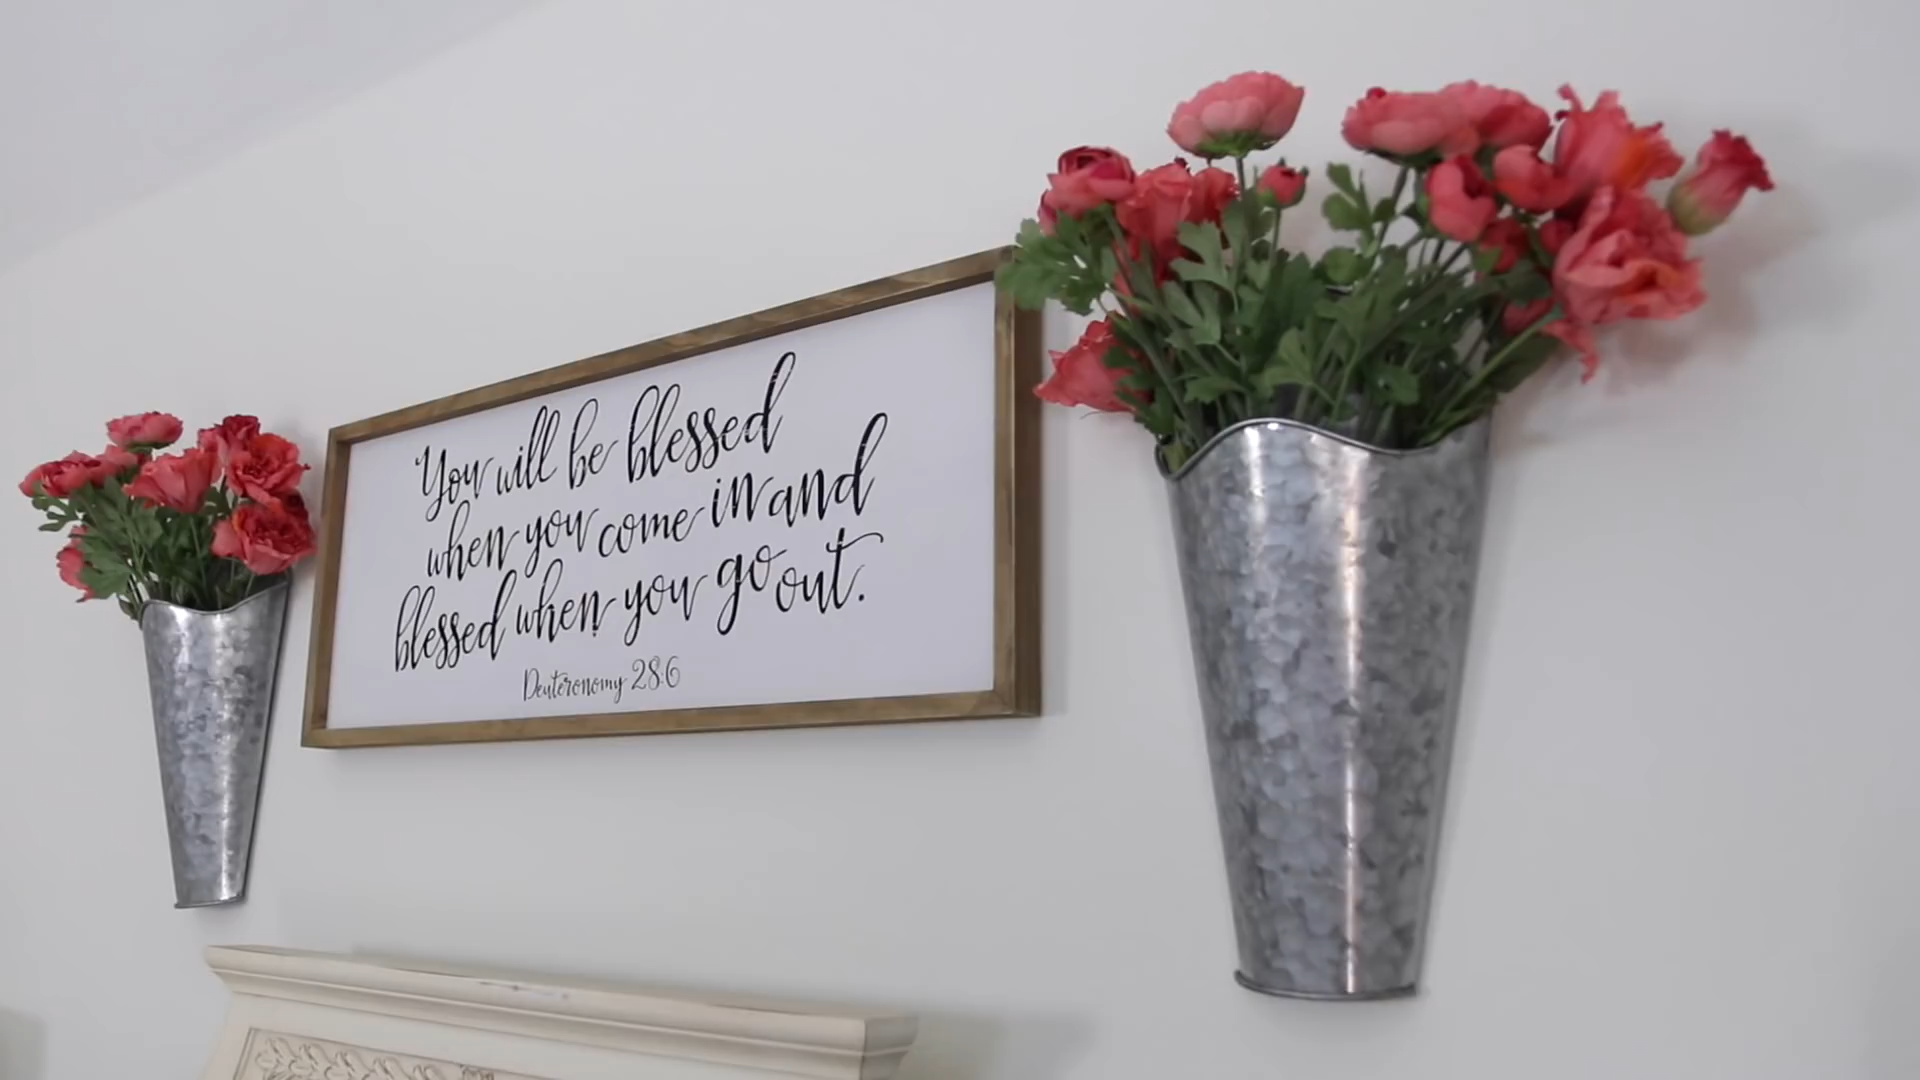 You will be blessed
when you come in and
blessed when you go out.
Deuteronomy 28:6